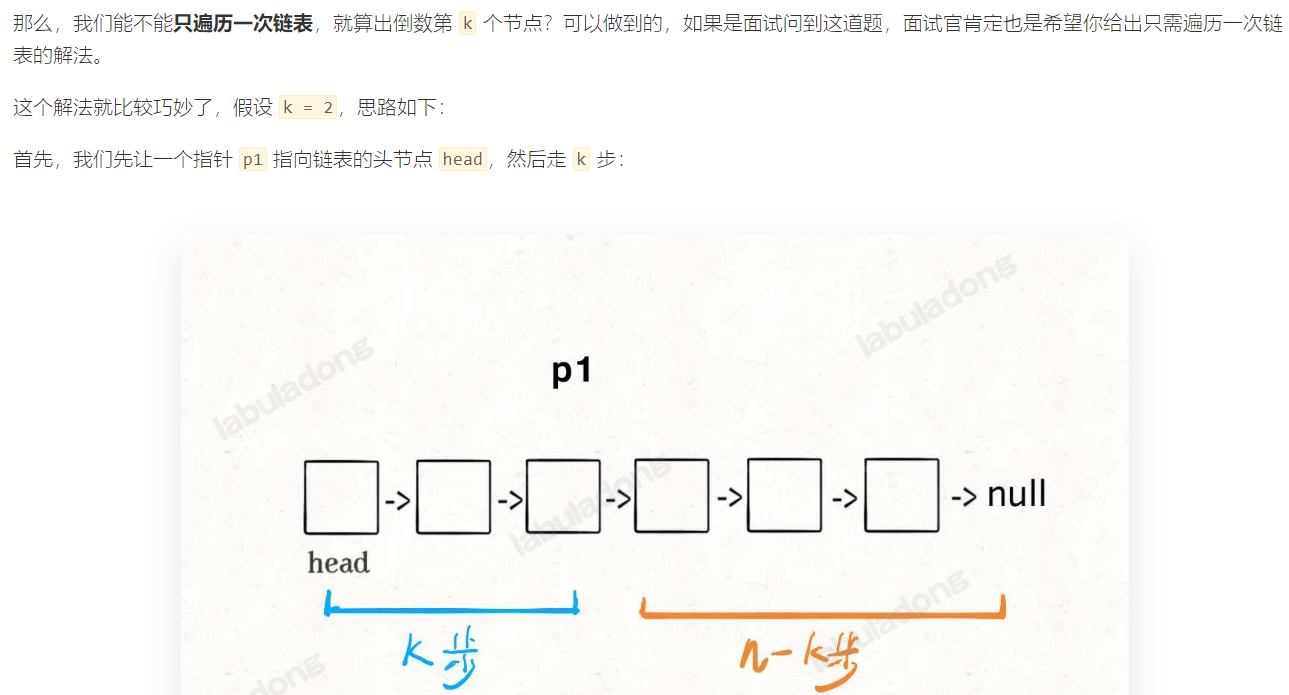 那么，我们能不能只遍历一次链表，就算出倒数第 k 个节点？可以做到的，如果是面试问到这道题，面试官肯定也是希望你给出只需遍历一次链
表的解法。
这个解法就比较巧妙了，假设 k = 2，思路如下：
首先，我们先让一个指针 p1 指向链表的头节点 head，然后走 k 步：
labuladong
labuladong
p1
-> -> -> -> -> -> null
labuladong
head
labuladong
k步 n-k步
dong